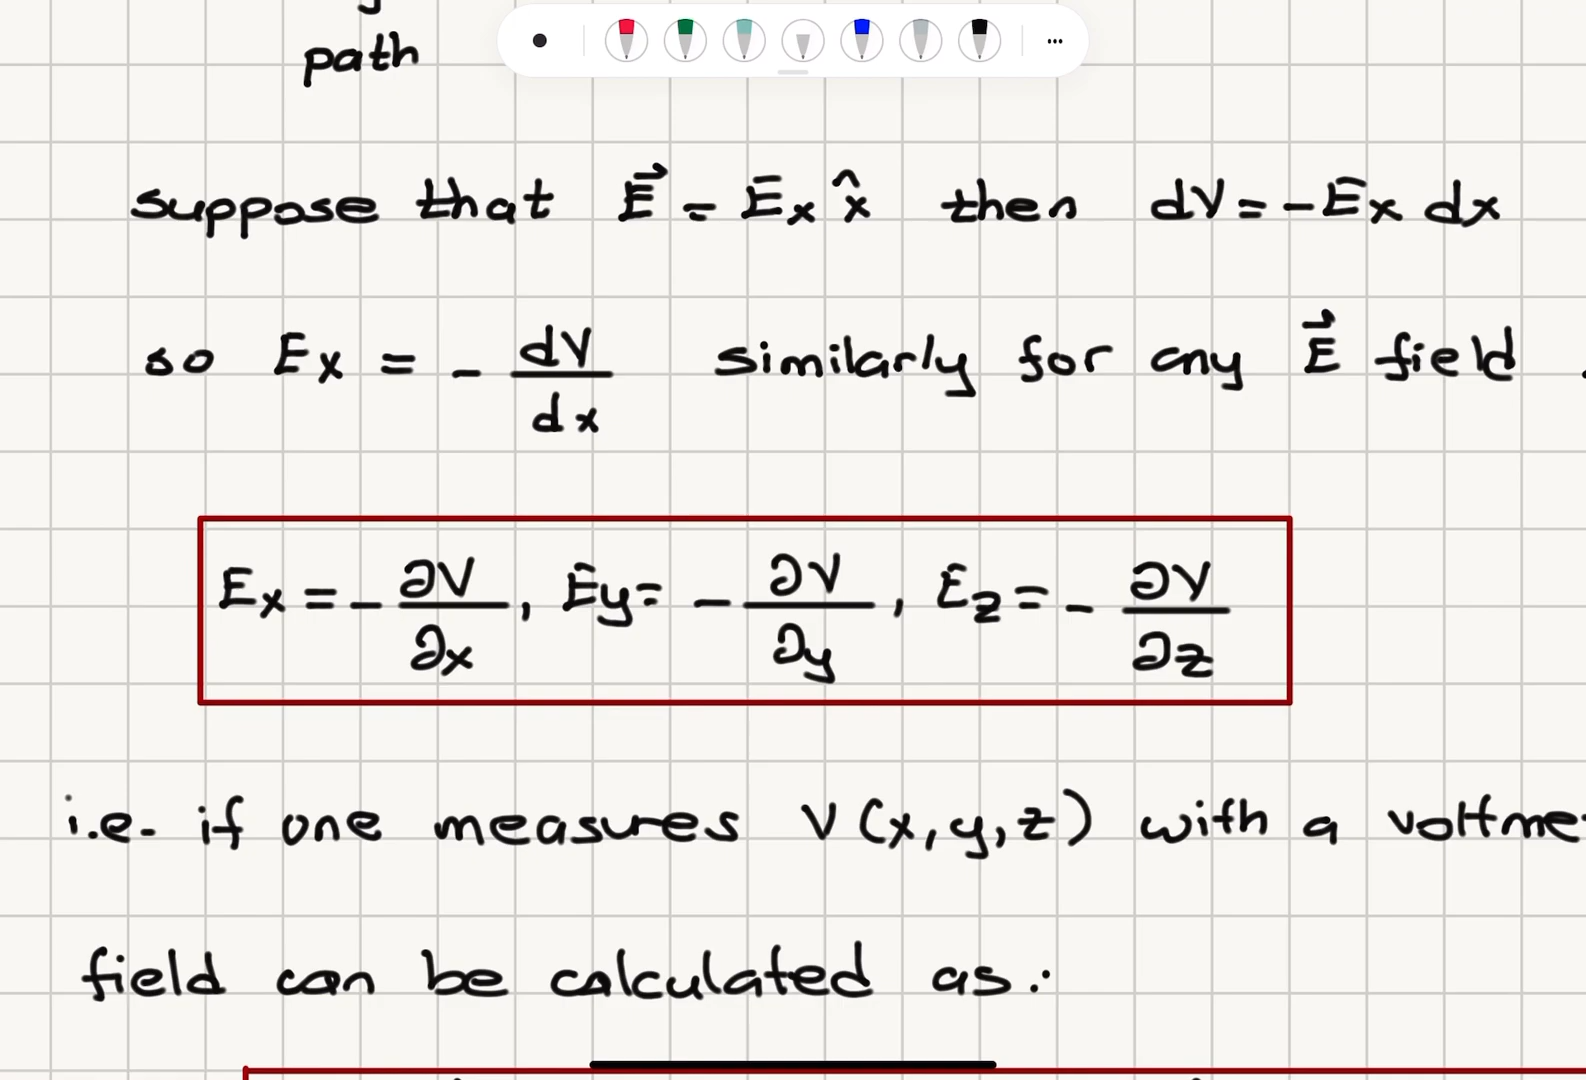 path
suppose that E⃗ = Ex x̂ then dV = -Ex dx
so Ex = - dV/dx similarly for any E⃗ field
Ex = - ∂V/∂x , Ey = - ∂V/∂y , Ez = - ∂V/∂z
i.e. if one measures V(x,y,z) with a
field can be calculated as: